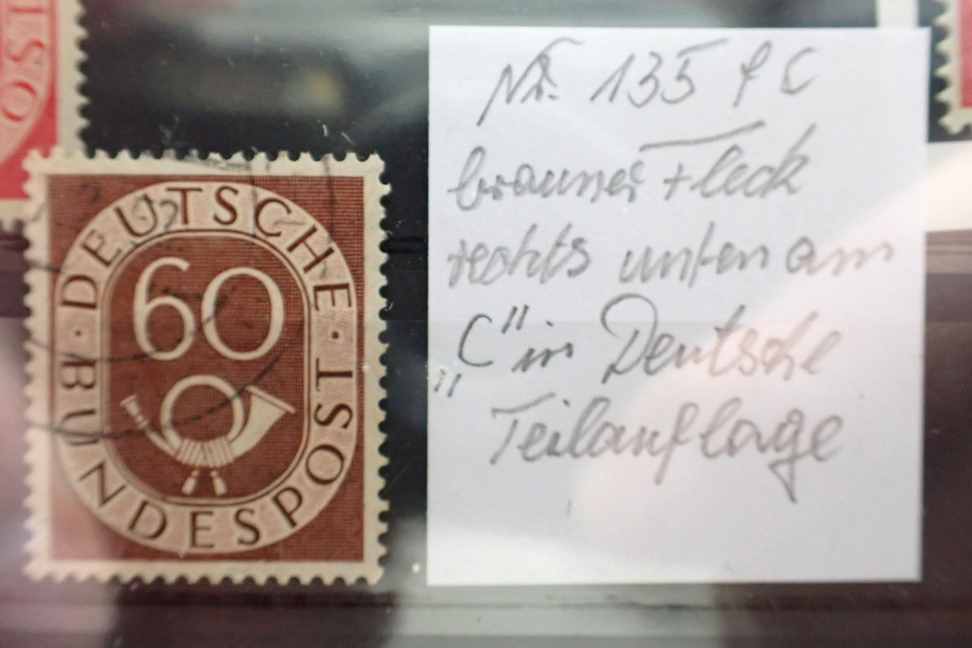 DEUTSCHE · BUNDESPOST
60
Nr. 135 f C
brauner Fleck
rechts unten am
„C" in Deutsche
Teilauflage